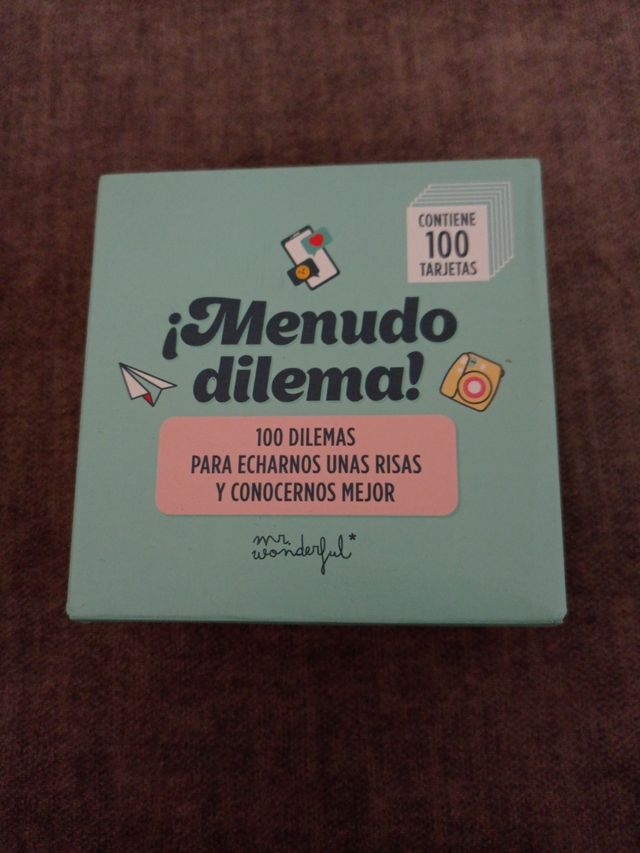 CONTIENE
100
TARJETAS
¡Menudo
dilema!
100 DILEMAS
PARA ECHARNOS UNAS RISAS
Y CONOCERNOS MEJOR
mr.
wonderful*